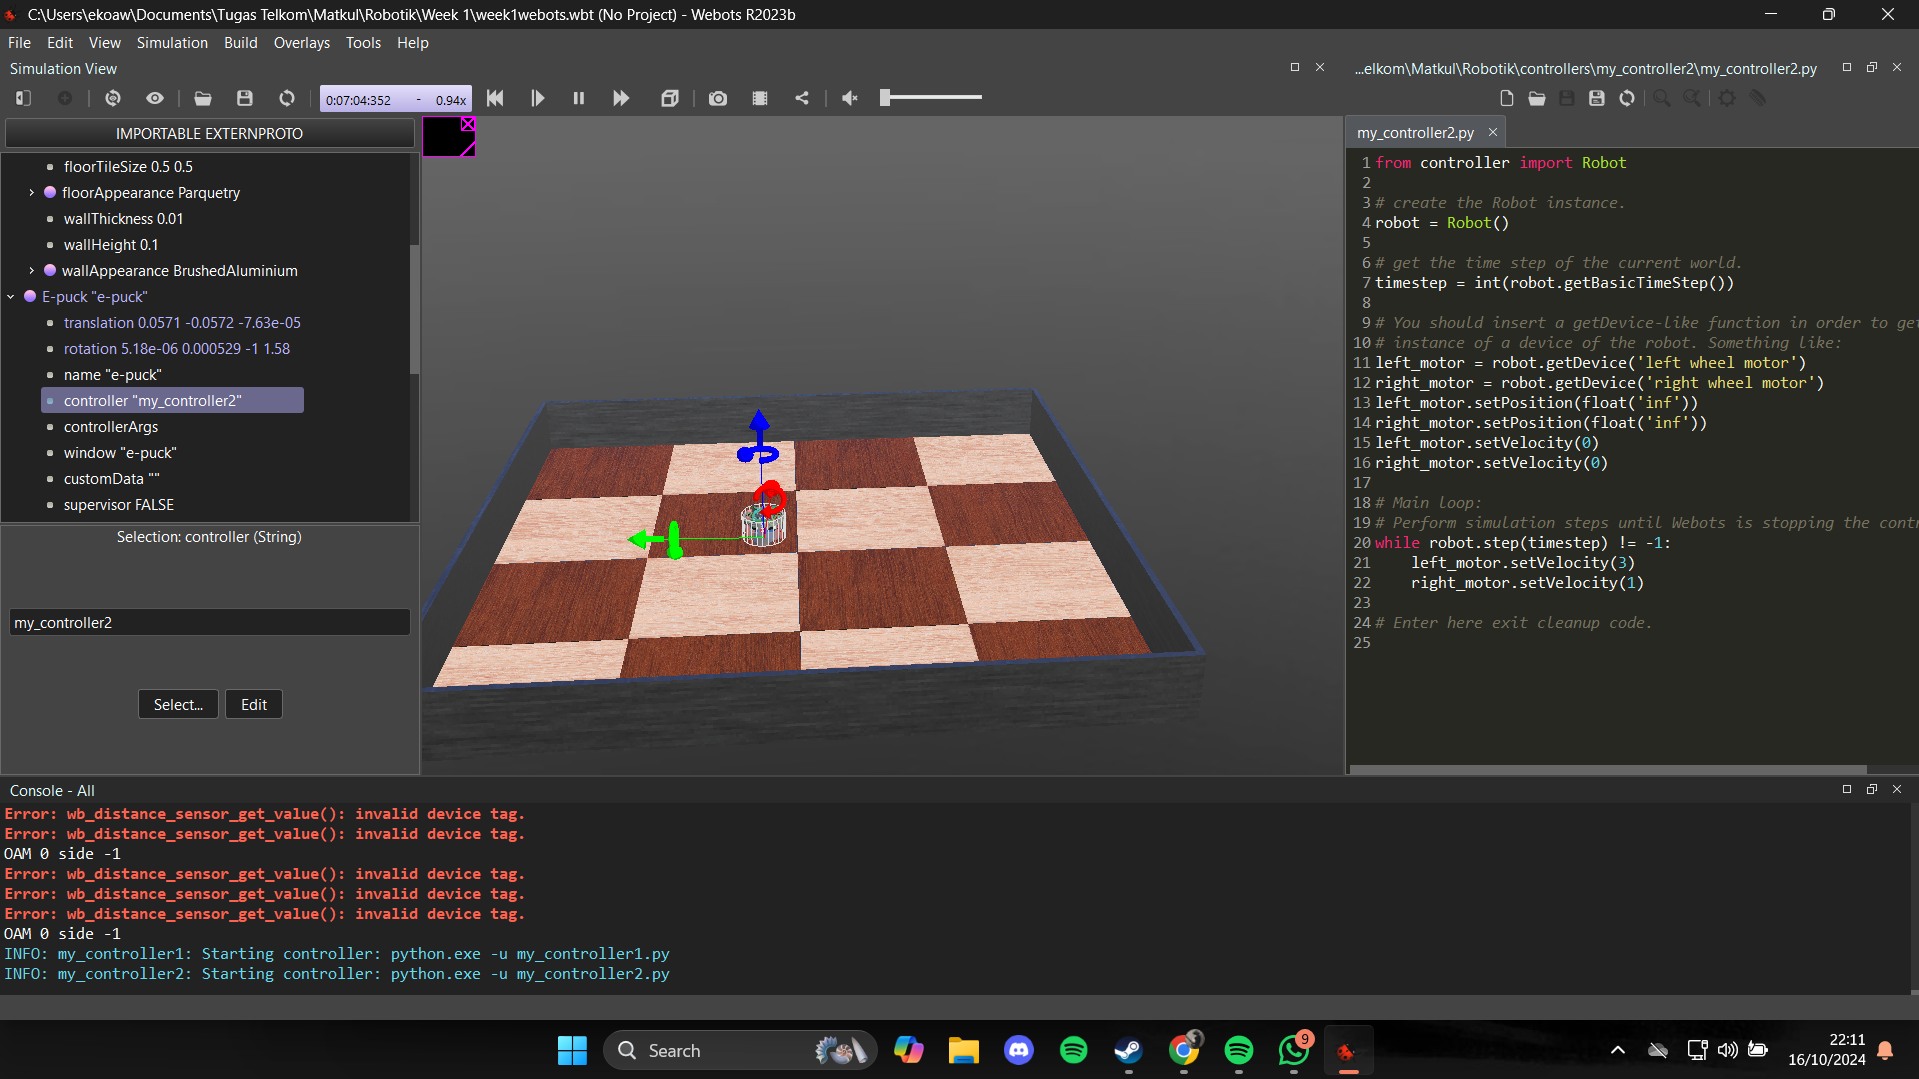 C:\Users\ekoaw\Documents\Tugas Telkom\Matkul\Robotik\Week 1\week1webots.wbt (No Project) - Webots R2023b
File Edit View Simulation Build Overlays Tools Help
Simulation View
0:07:04:352 - 0.94x
IMPORTABLE EXTERNPROTO
floorTileSize 0.5 0.5
floorAppearance Parquetry
wallThickness 0.01
wallHeight 0.1
wallAppearance BrushedAluminium
E-puck "e-puck"
translation 0.0571 -0.0572 -7.63e-05
rotation 5.18e-06 0.000529 -1 1.58
name "e-puck"
controller "my_controller2"
controllerArgs
window "e-puck"
customData ""
supervisor FALSE
Selection: controller (String)
my_controller2
Select... Edit
...elkom\Matkul\Robotik\controllers\my_controller2\my_controller2.py
my_controller2.py
1 from controller import Robot
2
3 # create the Robot instance.
4 robot = Robot()
5
6 # get the time step of the current world.
7 timestep = int(robot.getBasicTimeStep())
8
9 # You should insert a getDevice-like function in order to get
10 # instance of a device of the robot. Something like:
11 left_motor = robot.getDevice('left wheel motor')
12 right_motor = robot.getDevice('right wheel motor')
13 left_motor.setPosition(float('inf'))
14 right_motor.setPosition(float('inf'))
15 left_motor.setVelocity(0)
16 right_motor.setVelocity(0)
17
18 # Main loop:
19 # Perform simulation steps until Webots is stopping the cont
20 while robot.step(timestep) != -1:
21 left_motor.setVelocity(3)
22 right_motor.setVelocity(1)
23
24 # Enter here exit cleanup code.
25
Console - All
Error: wb_distance_sensor_get_value(): invalid device tag.
Error: wb_distance_sensor_get_value(): invalid device tag.
OAM 0 side -1
Error: wb_distance_sensor_get_value(): invalid device tag.
Error: wb_distance_sensor_get_value(): invalid device tag.
Error: wb_distance_sensor_get_value(): invalid device tag.
OAM 0 side -1
INFO: my_controller1: Starting controller: python.exe -u my_controller1.py
INFO: my_controller2: Starting controller: python.exe -u my_controller2.py
Search
9
22:11
16/10/2024